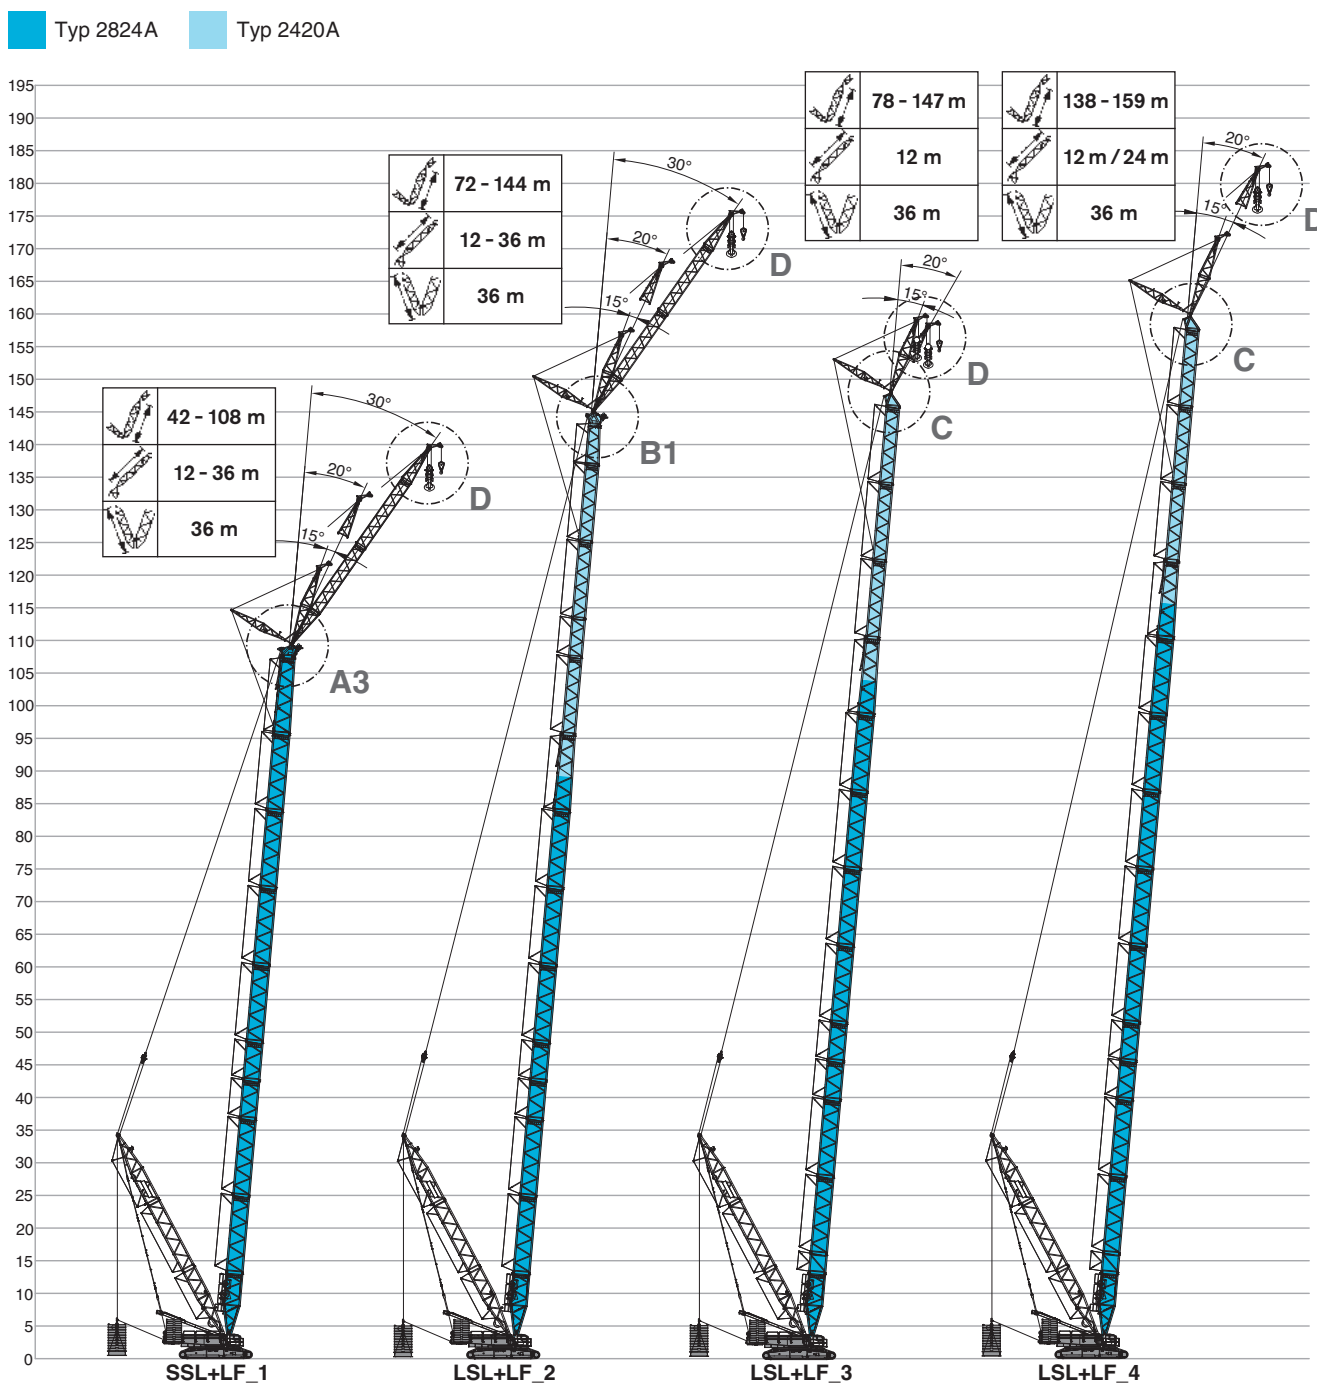 Typ 2824A
Typ 2420A
195
190
185
180
175
170
165
160
155
150
145
140
135
130
125
120
115
110
105
100
95
90
85
80
75
70
65
60
55
50
45
40
35
30
25
20
15
10
5
0
42 - 108 m
12 - 36 m
36 m
30°
20°
15°
D
A3
SSL+LF_1
72 - 144 m
12 - 36 m
36 m
30°
20°
15°
D
B1
LSL+LF_2
78 - 147 m
12 m
36 m
20°
15°
D
C
LSL+LF_3
138 - 159 m
12 m / 24 m
36 m
20°
15°
D
C
LSL+LF_4